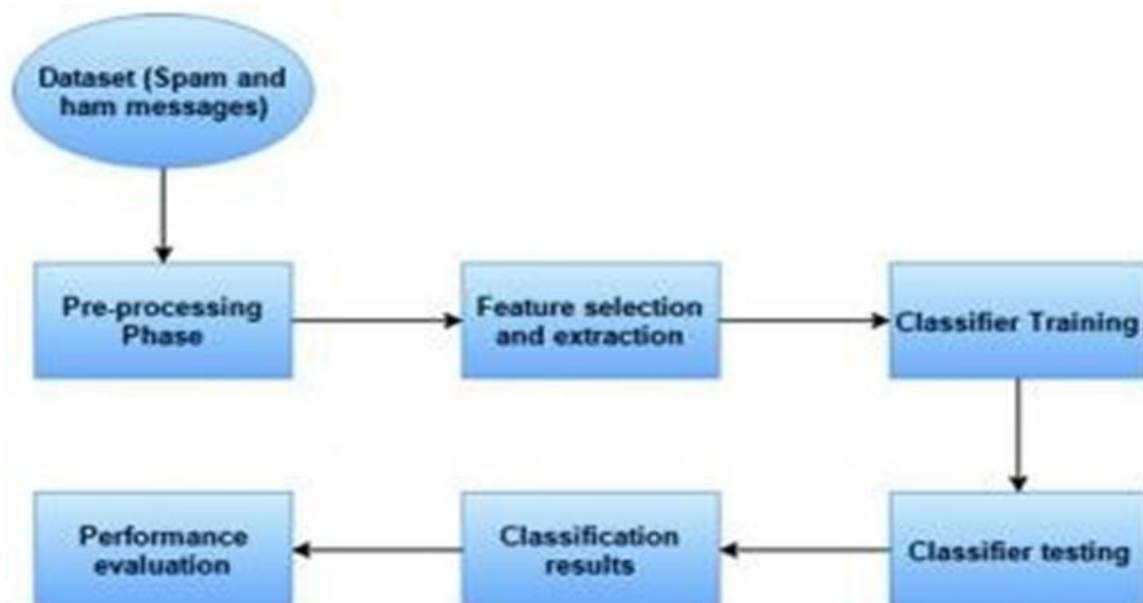 Dataset (Spam and
ham messages)
Pre-processing
Phase
Feature selection
and extraction
Classifier Training
Classifier testing
Classification
results
Performance
evaluation